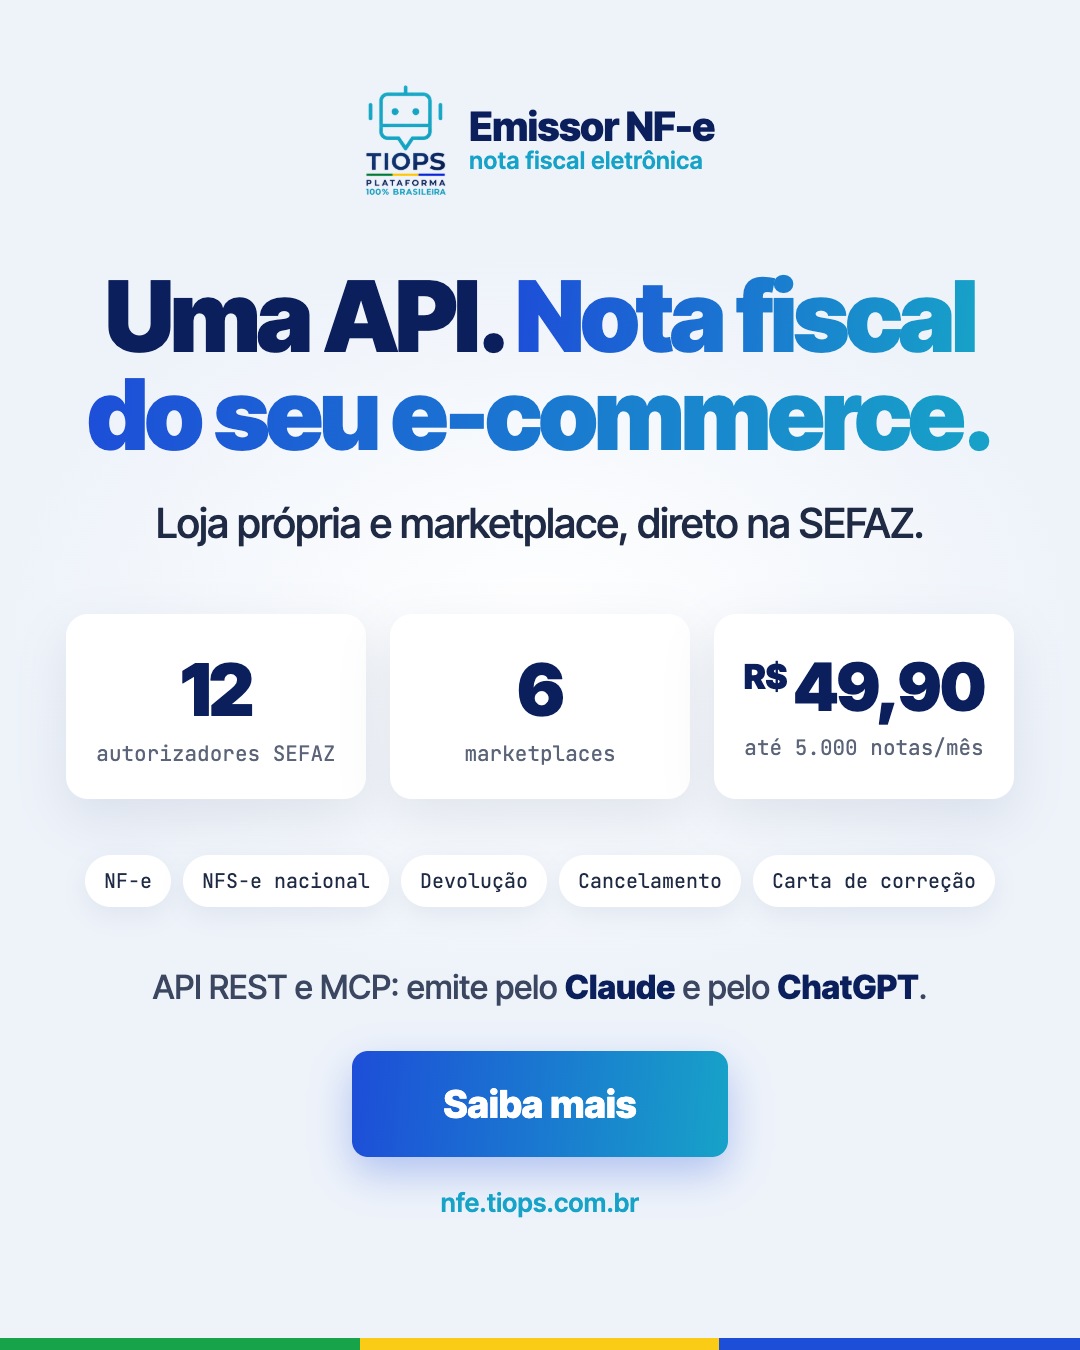 TIOPS
PLATAFORMA
100% BRASILEIRA
Emissor NF-e
nota fiscal eletrônica
Uma API. Nota fiscal
do seu e-commerce.
Loja própria e marketplace, direto na SEFAZ.
12
autorizadores SEFAZ
6
marketplaces
R$ 49,90
até 5.000 notas/mês
NF-e
NFS-e nacional
Devolução
Cancelamento
Carta de correção
API REST e MCP: emite pelo Claude e pelo ChatGPT.
Saiba mais
nfe.tiops.com.br